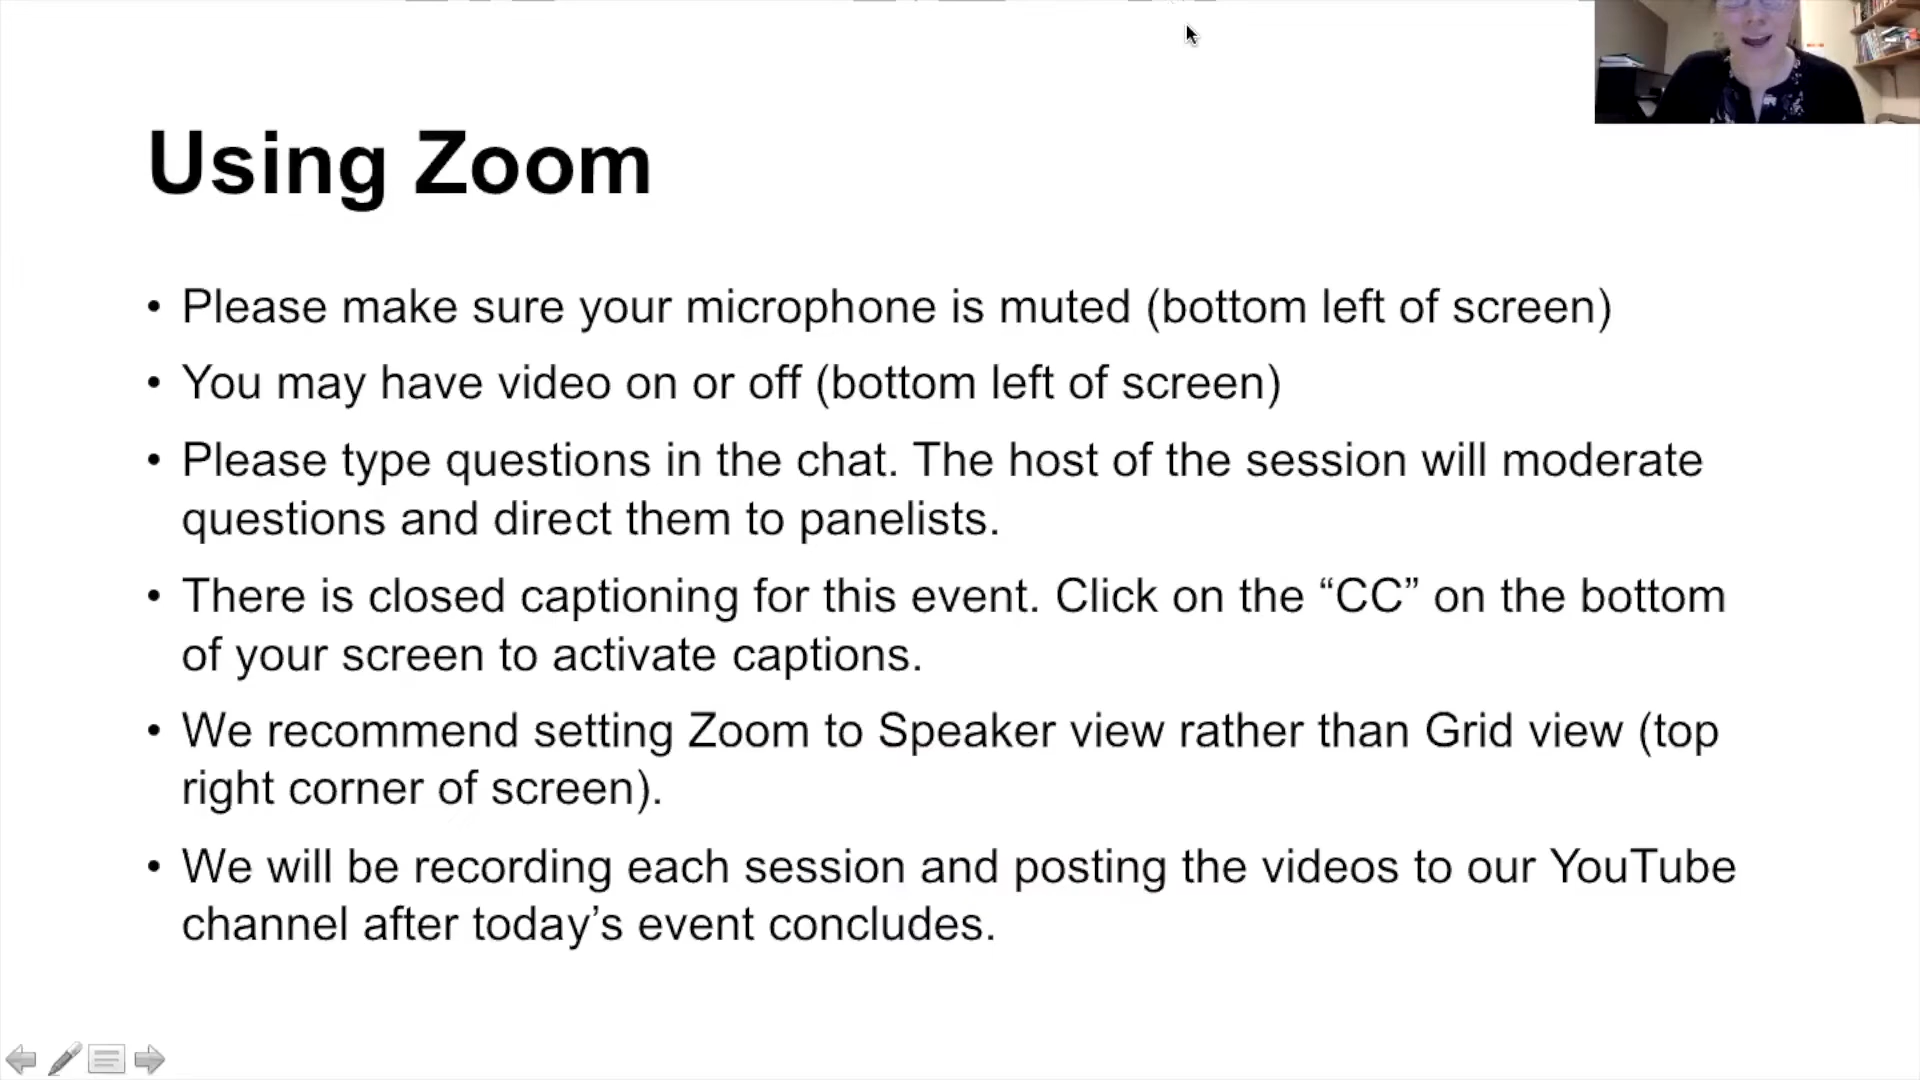 Using Zoom
• Please make sure your microphone is muted (bottom left of screen)
• You may have video on or off (bottom left of screen)
• Please type questions in the chat. The host of the session will moderate
questions and direct them to panelists.
• There is closed captioning for this event. Click on the “CC” on the bottom
of your screen to activate captions.
• We recommend setting Zoom to Speaker view rather than Grid view (top
right corner of screen).
• We will be recording each session and posting the videos to our YouTube
channel after today’s event concludes.